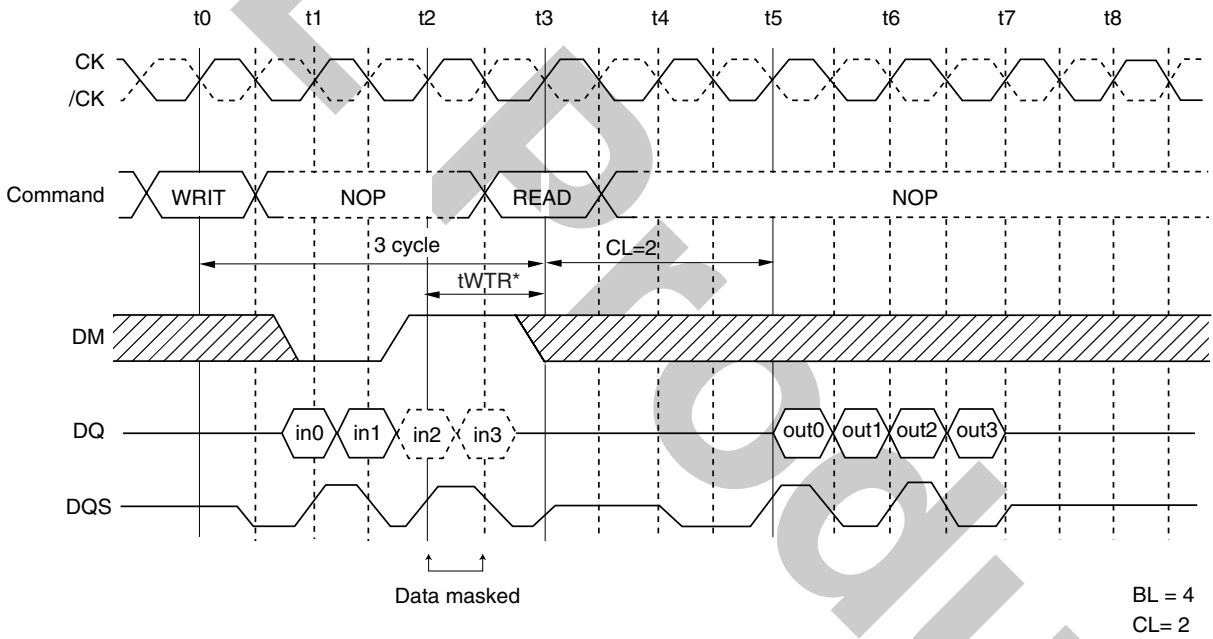 t0 t1 t2 t3 t4 t5 t6 t7 t8
CK
/CK
Command WRIT NOP READ NOP
3 cycle CL=2
tWTR*
DM
DQ in0 in1 in2 in3 out0 out1 out2 out3
DQS
Data masked
BL = 4
CL= 2